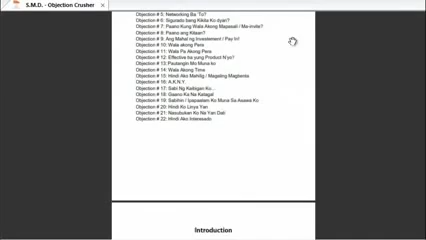 S.M.D. - Objection Crusher
Objection # 5: Networking Ba 'To?
Objection # 6: Sigurado bang Kikita Ko dyan?
Objection # 7: Paano Kung Wala Akong Mapasali / Ma-invite?
Objection # 8: Paano ang Kitaan?
Objection # 9: Ang Mahal ng Investement / Pay In!
Objection # 10: Wala akong Pera
Objection # 11: Wala Pa Akong Pera
Objection # 12: Effective ba yung Product N'yo?
Objection # 13: Pautangin Mo Muna ko
Objection # 14: Wala Akong Time
Objection # 15: Hindi Ako Mahilig / Magaling Magbenta
Objection # 16: A.K.N.Y.
Objection # 17: Sabi Ng Kaibigan Ko...
Objection # 18: Gaano Ka Na Katagal
Objection # 19: Sabihin / Ipapaalam Ko Muna Sa Asawa Ko
Objection # 20: Hindi Ko Linya Yan
Objection # 21: Nasubukan Ko Na Yan Dati
Objection # 22: Hindi Ako Interesado
Introduction